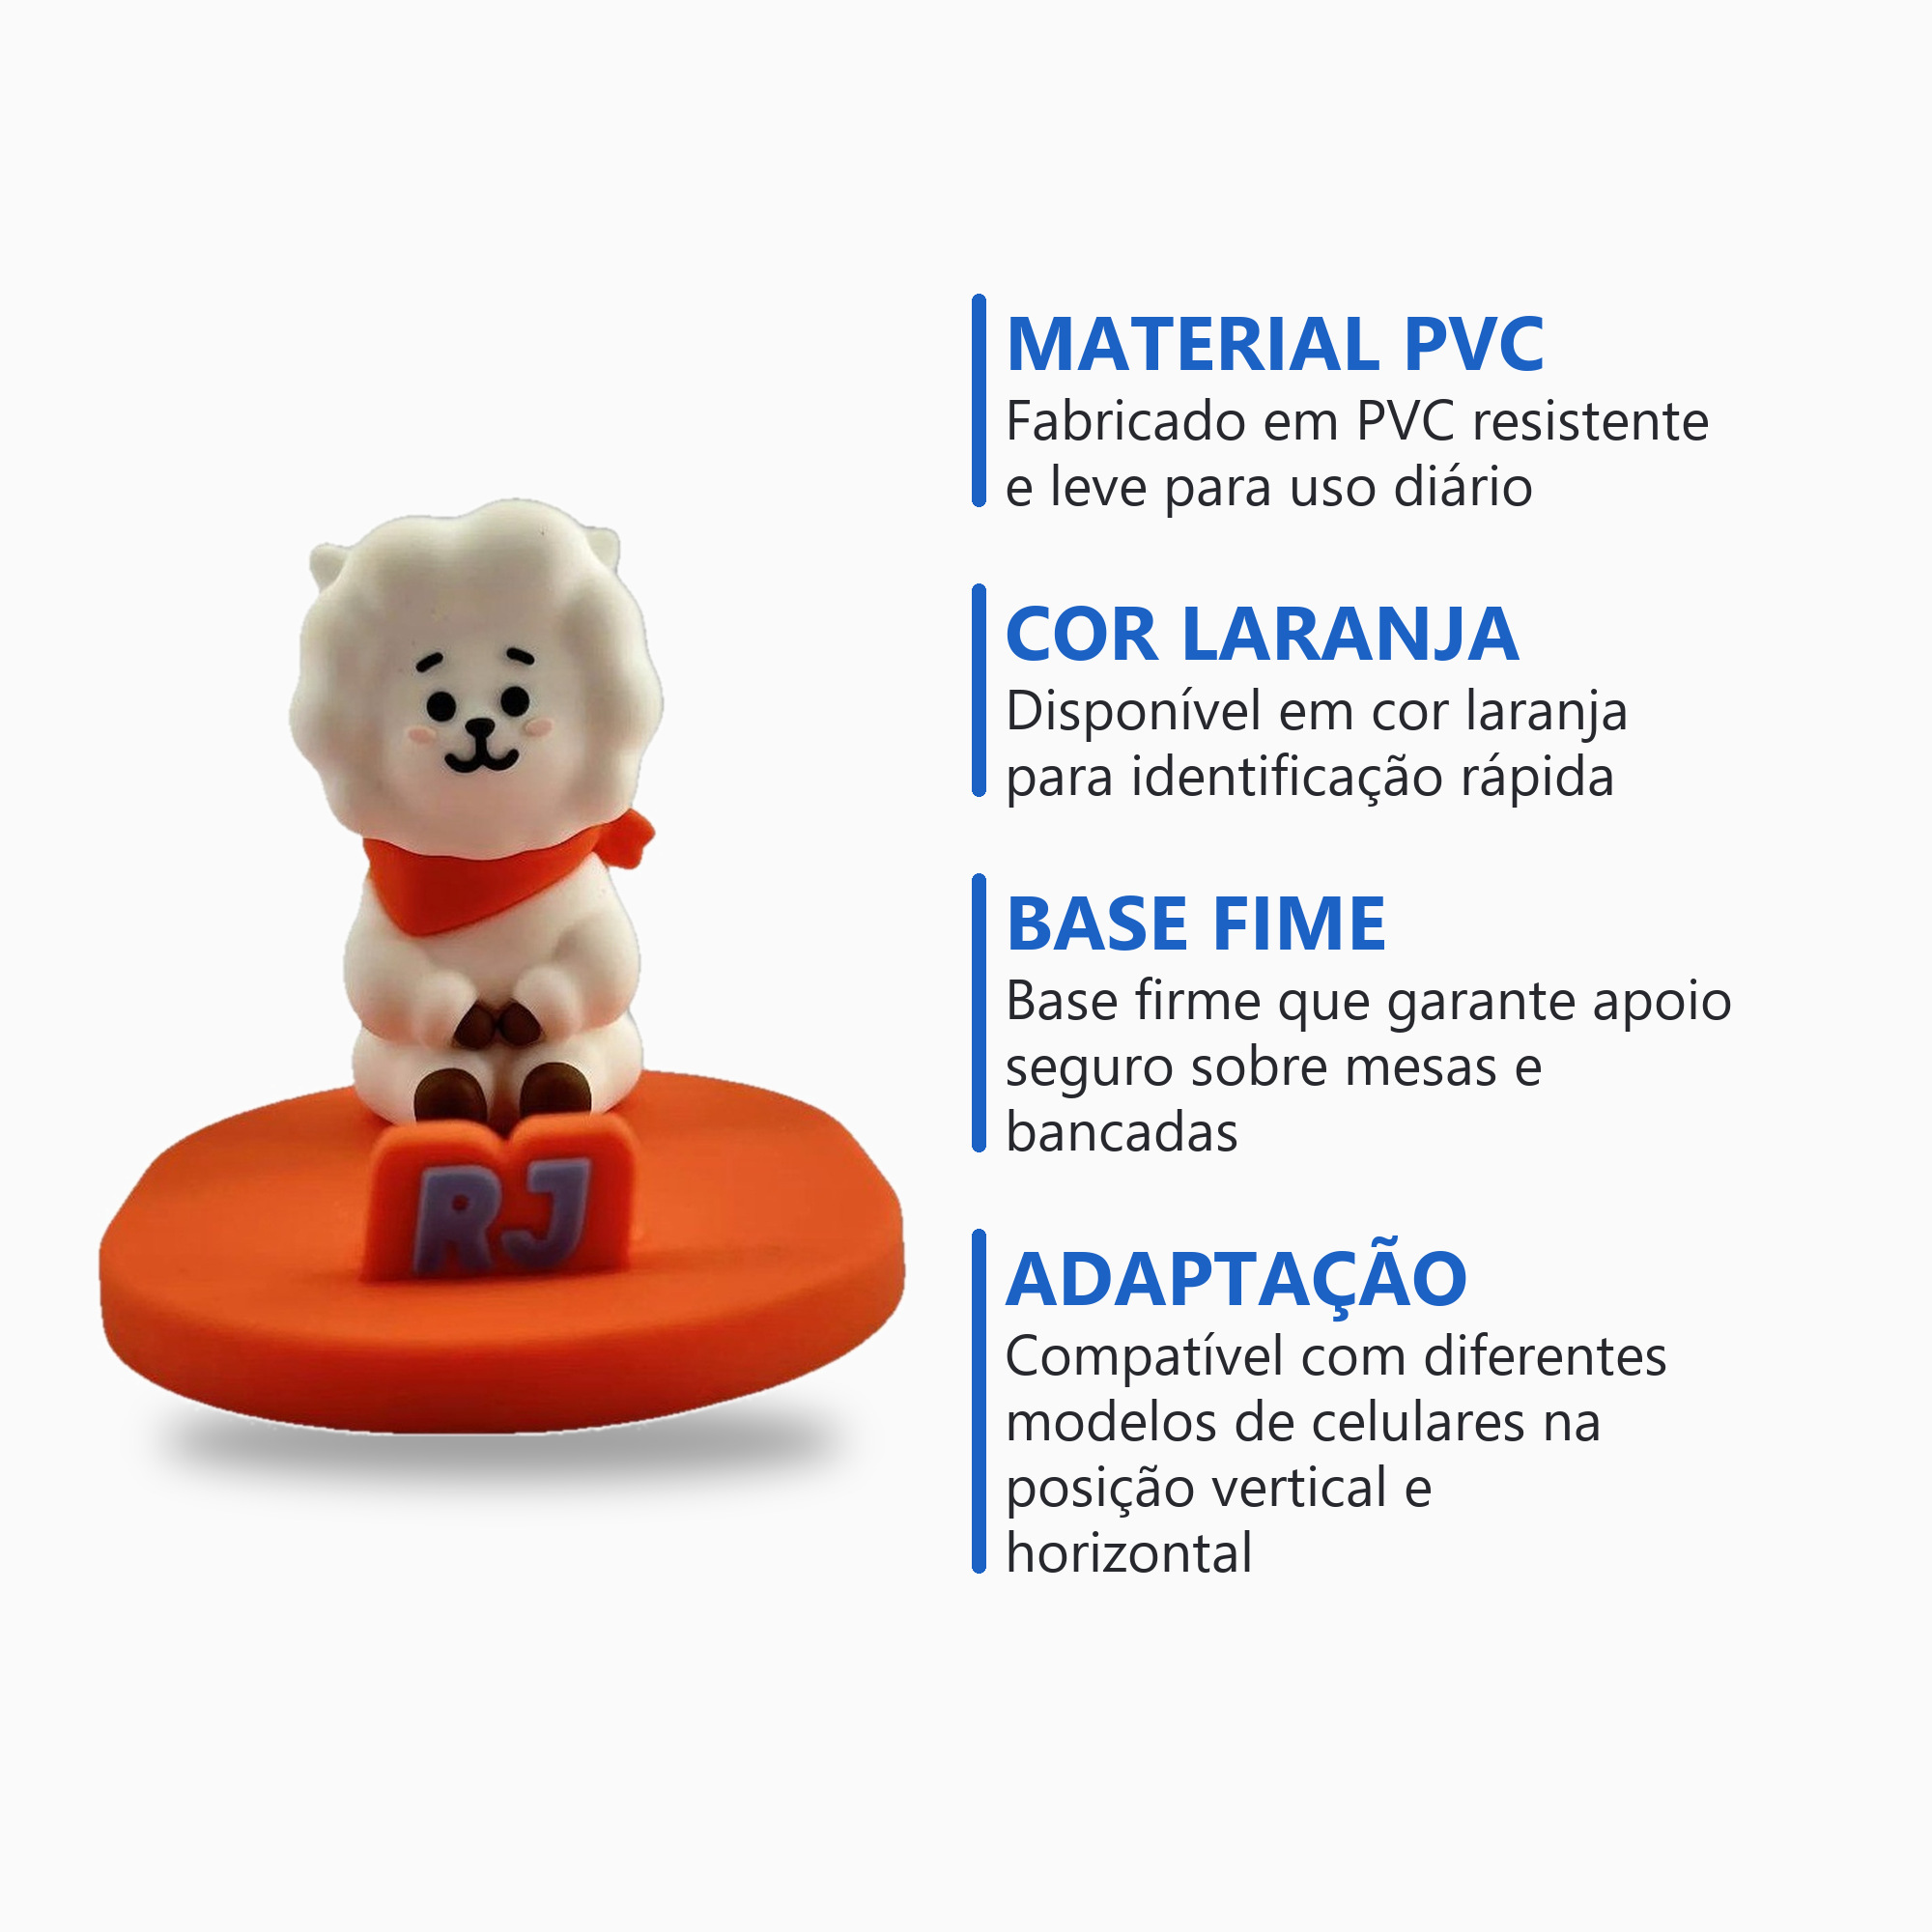 MATERIAL PVC
Fabricado em PVC resistente
e leve para uso diário
COR LARANJA
Disponível em cor laranja
para identificação rápida
BASE FIME
Base firme que garante apoio
seguro sobre mesas e
bancadas
ADAPTAÇÃO
Compatível com diferentes
modelos de celulares na
posição vertical e
horizontal
RJ